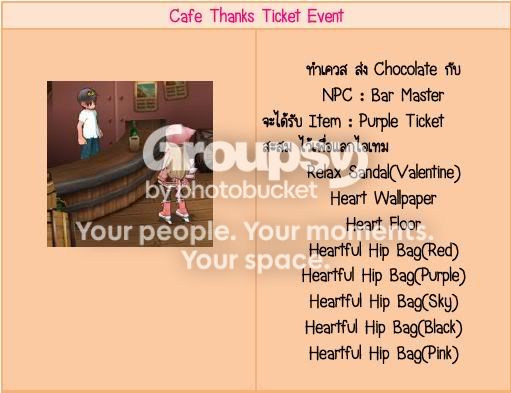 Cafe Thanks Ticket Event
ทำเควส ส่ง Chocolate กับ
NPC : Bar Master
จะได้รับ Item : Purple Ticket
สะสม ไว้เพื่อแลกไอเทม
Relax Sandal(Valentine)
Heart Wallpaper
Heart Floor
Heartful Hip Bag(Red)
Heartful Hip Bag(Purple)
Heartful Hip Bag(Sky)
Heartful Hip Bag(Black)
Heartful Hip Bag(Pink)
Groupsy
by photobucket
Your people. Your moments.
Your space.